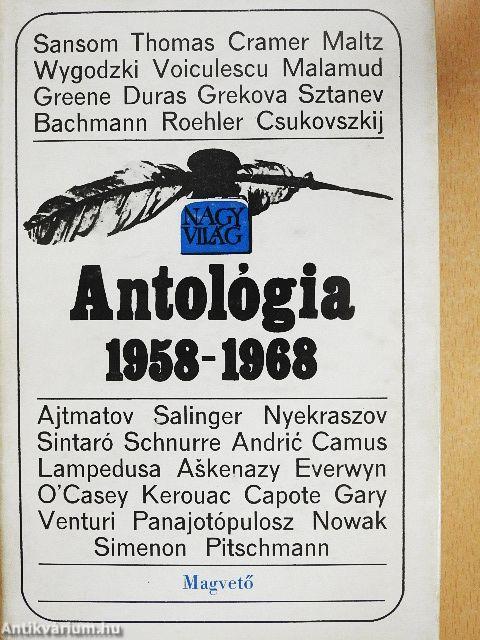 Sansom Thomas Cramer Maltz
Wygodzki Voiculescu Malamud
Greene Duras Grekova Sztanev
Bachmann Roehler Csukovszkij
NAGY
VILÁG
Antológia
1958-1968
Ajtmatov Salinger Nyekraszov
Sintaró Schnurre Andrić Camus
Lampedusa Aškenazy Everwyn
O'Casey Kerouac Capote Gary
Venturi Panajotópulosz Nowak
Simenon Pitschmann
Magvető
Antikvárium.hu